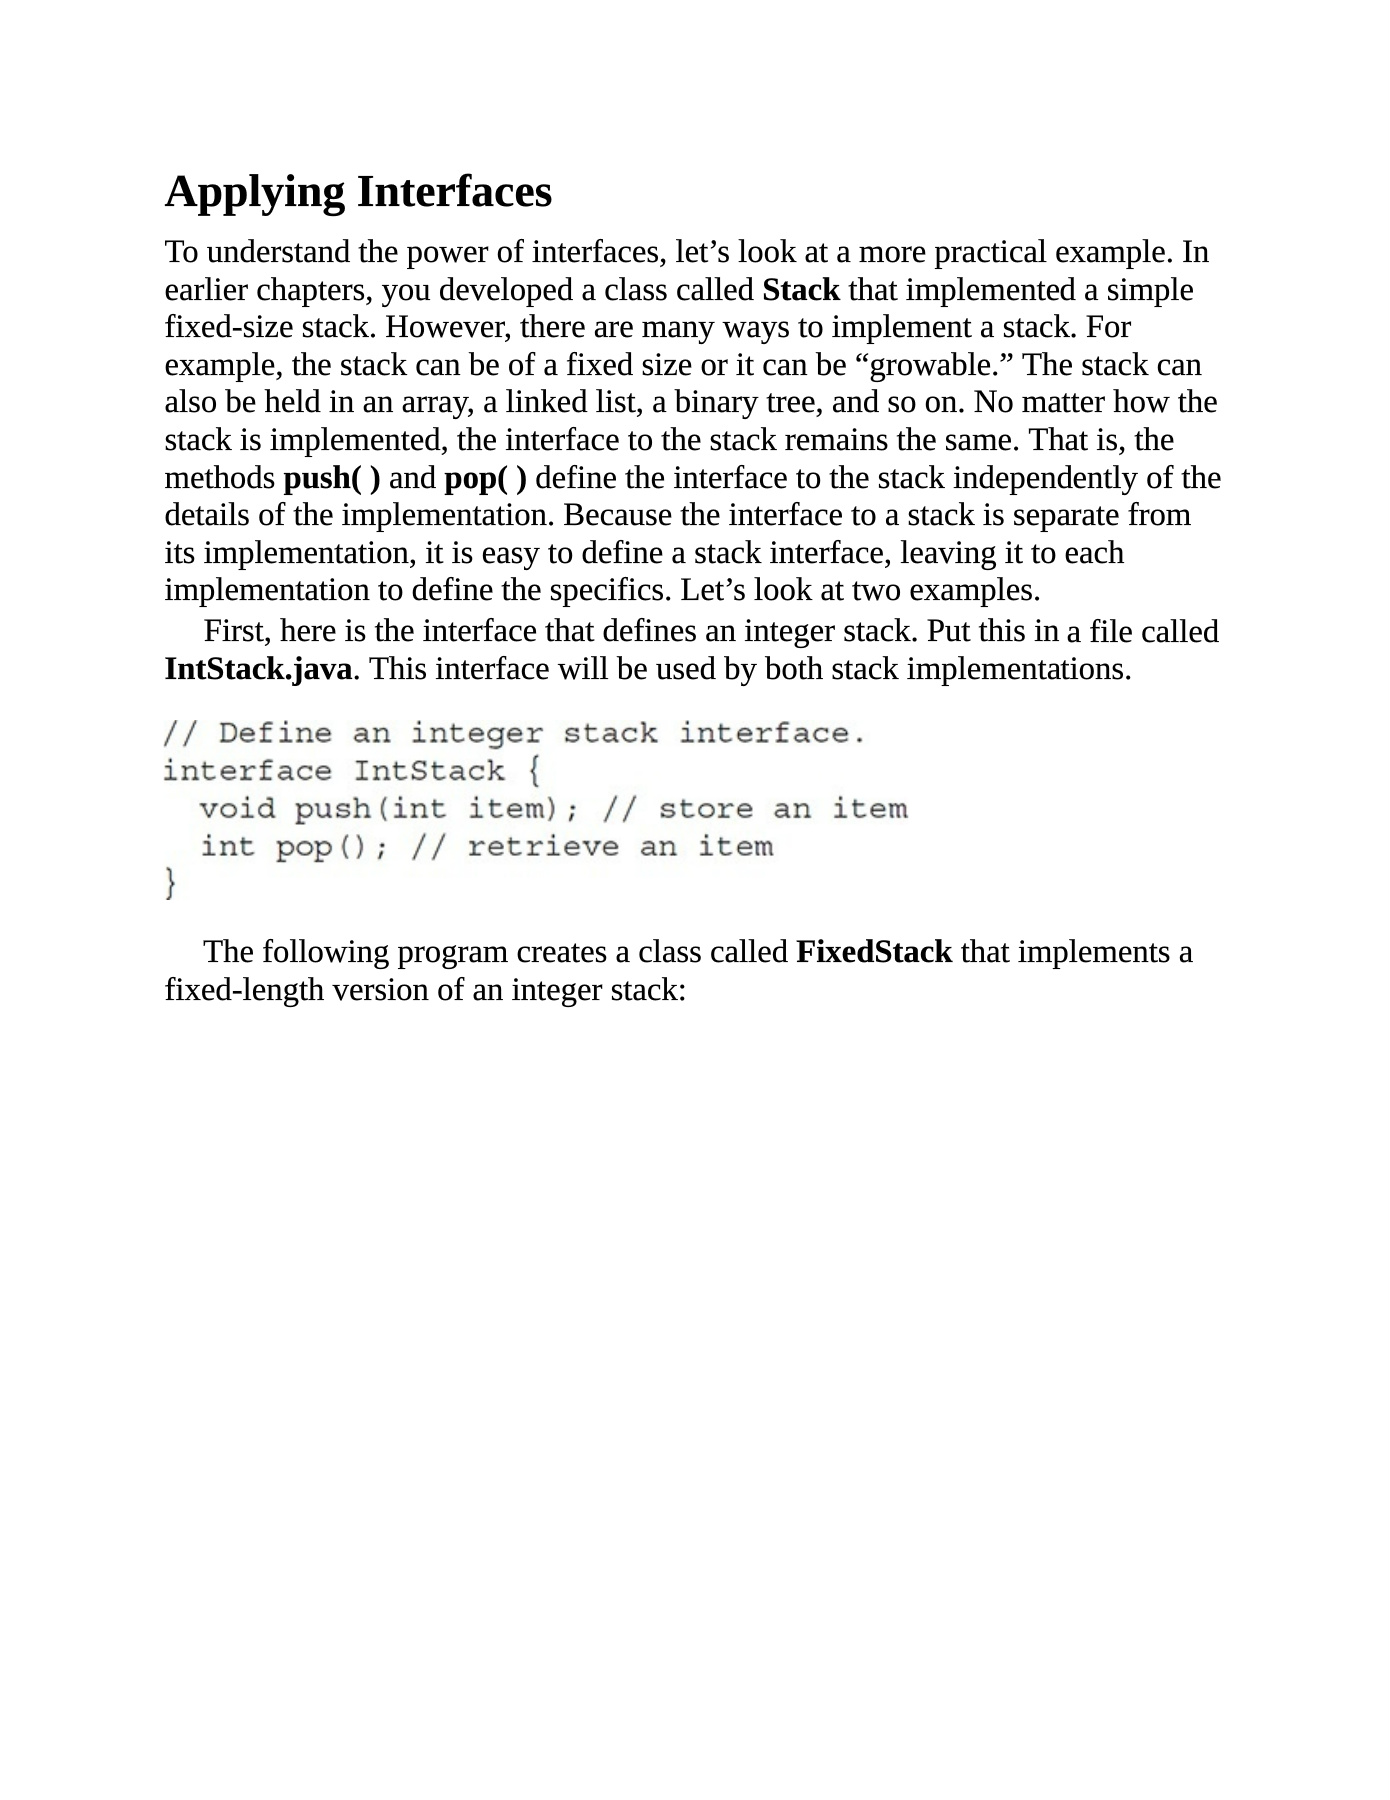 Applying Interfaces
To understand the power of interfaces, let’s look at a more practical example. In
earlier chapters, you developed a class called Stack that implemented a simple
fixed-size stack. However, there are many ways to implement a stack. For
example, the stack can be of a fixed size or it can be “growable.” The stack can
also be held in an array, a linked list, a binary tree, and so on. No matter how the
stack is implemented, the interface to the stack remains the same. That is, the
methods push( ) and pop( ) define the interface to the stack independently of the
details of the implementation. Because the interface to a stack is separate from
its implementation, it is easy to define a stack interface, leaving it to each
implementation to define the specifics. Let’s look at two examples.
First, here is the interface that defines an integer stack. Put this in a file called
IntStack.java. This interface will be used by both stack implementations.
// Define an integer stack interface.
interface IntStack {
  void push(int item); // store an item
  int pop(); // retrieve an item
}
The following program creates a class called FixedStack that implements a
fixed-length version of an integer stack: